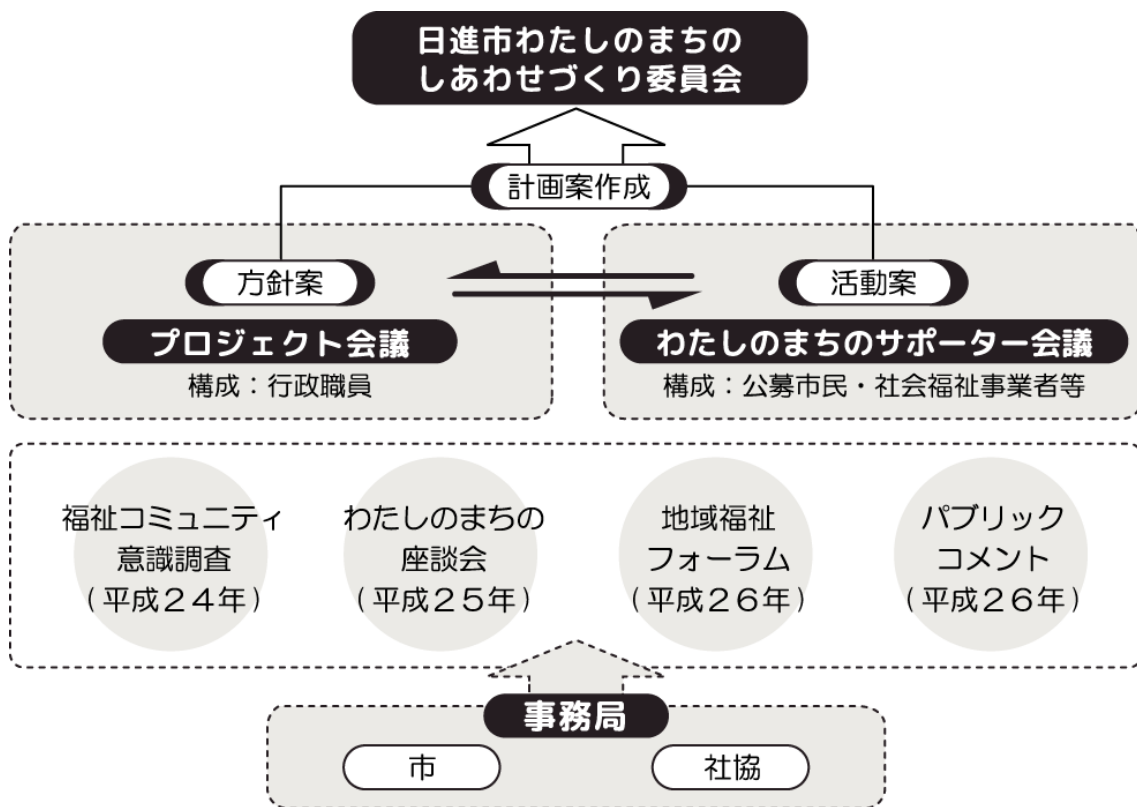 日進市わたしのまちの
しあわせづくり委員会
計画案作成
方針案
プロジェクト会議
構成：行政職員
活動案
わたしのまちのサポーター会議
構成：公募市民・社会福祉事業者等
福祉コミュニティ
意識調査
（平成２４年）
わたしのまちの
座談会
（平成２５年）
地域福祉
フォーラム
（平成２６年）
パブリック
コメント
（平成２６年）
事務局
市
社協